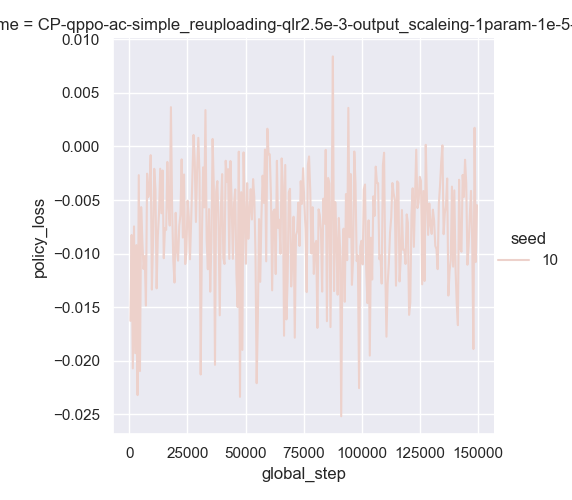 me = CP-qppo-ac-simple_reuploading-qlr2.5e-3-output_scaleing-1param-1e-5-
0.010
0.005
0.000
−0.005
−0.010
−0.015
−0.020
−0.025
policy_loss
seed
10
0 25000 50000 75000 100000 125000 150000
global_step